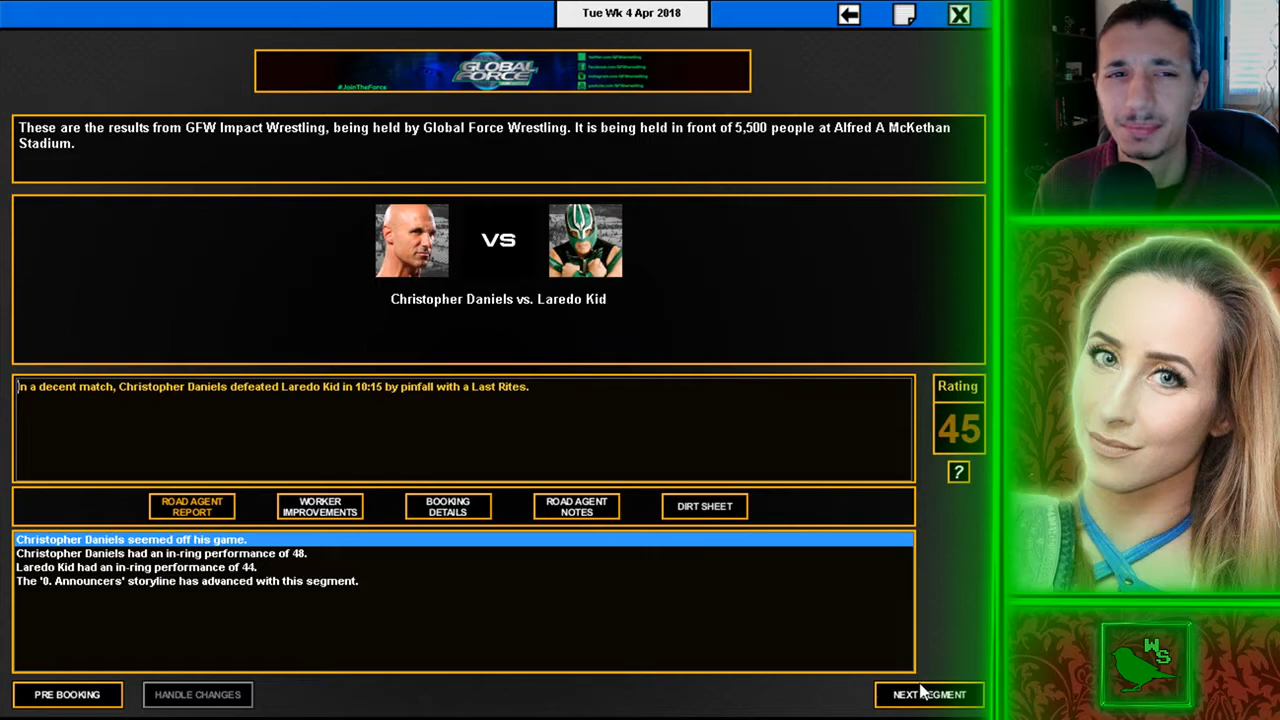 Tue Wk 4 Apr 2018
GLOBAL
FORCE
#JoinTheForce
These are the results from GFW Impact Wrestling, being held by Global Force Wrestling. It is being held in front of 5,500 people at Alfred A McKethan
Stadium.
VS
Christopher Daniels vs. Laredo Kid
In a decent match, Christopher Daniels defeated Laredo Kid in 10:15 by pinfall with a Last Rites.
Rating
45
?
ROAD AGENT
REPORT
WORKER
IMPROVEMENTS
BOOKING
DETAILS
ROAD AGENT
NOTES
DIRT SHEET
Christopher Daniels seemed off his game.
Christopher Daniels had an in-ring performance of 48.
Laredo Kid had an in-ring performance of 44.
The '0. Announcers' storyline has advanced with this segment.
PRE BOOKING
HANDLE CHANGES
NEXT SEGMENT
WS